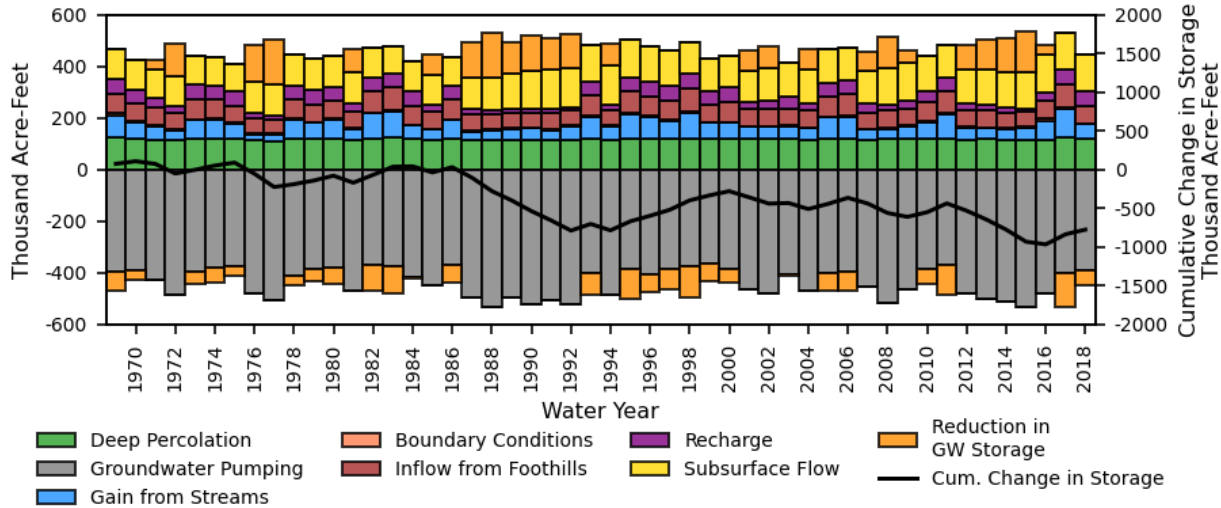 600
400
200
0
-200
-400
-600
Thousand Acre-Feet
2000
1500
1000
500
0
-500
-1000
-1500
-2000
Cumulative Change in Storage
Thousand Acre-Feet
1970
1972
1974
1976
1978
1980
1982
1984
1986
1988
1990
1992
1994
1996
1998
2000
2002
2004
2006
2008
2010
2012
2014
2016
2018
Water Year
Deep Percolation
Groundwater Pumping
Gain from Streams
Boundary Conditions
Inflow from Foothills
Recharge
Subsurface Flow
Reduction in
GW Storage
Cum. Change in Storage